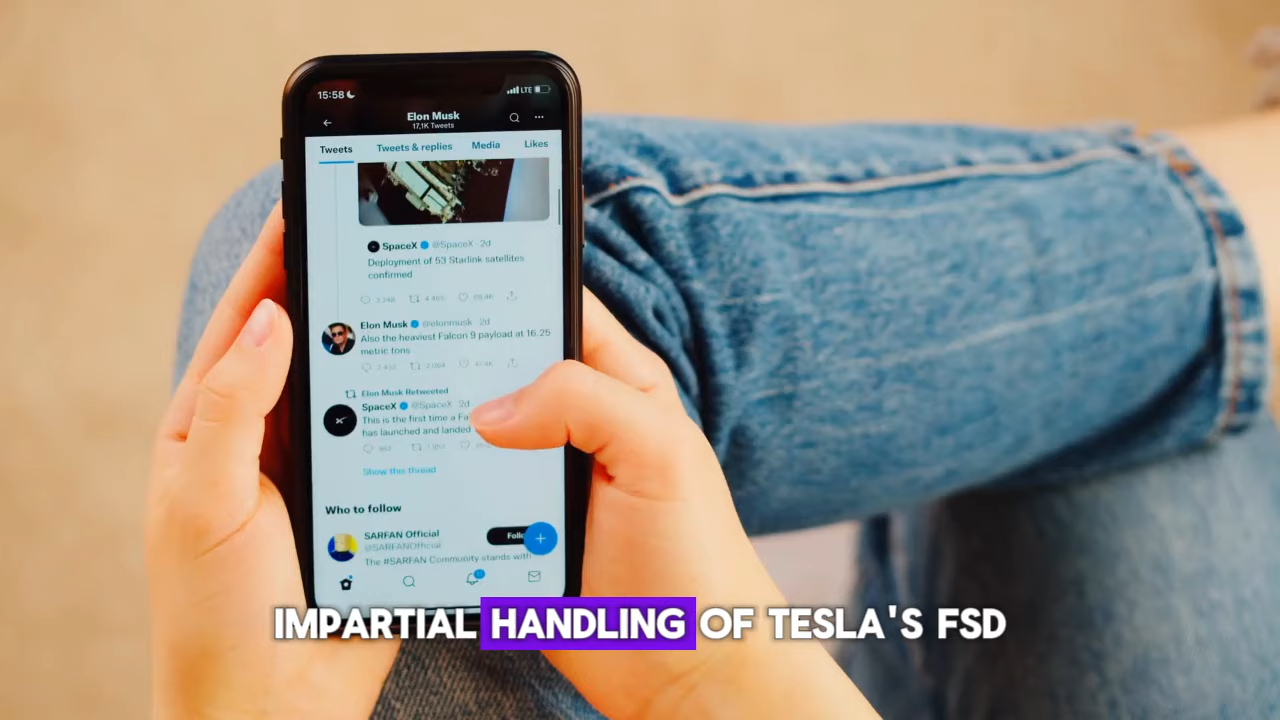 15:58
LTE
Elon Musk
17,1K Tweets
Tweets Tweets & replies Media Likes
SpaceX @SpaceX · 2d
Deployment of 53 Starlink satellites
confirmed
Elon Musk @elonmusk · 2d
Also the heaviest Falcon 9 payload at 16.25
metric tons
Elon Musk Retweeted
SpaceX @SpaceX · 2d
This is the first time a
has launched and landed
Show this thread
Who to follow
SARFAN Official
@SARFANOfficial
The #SARFAN Community stands with
IMPARTIAL HANDLING OF TESLA'S FSD